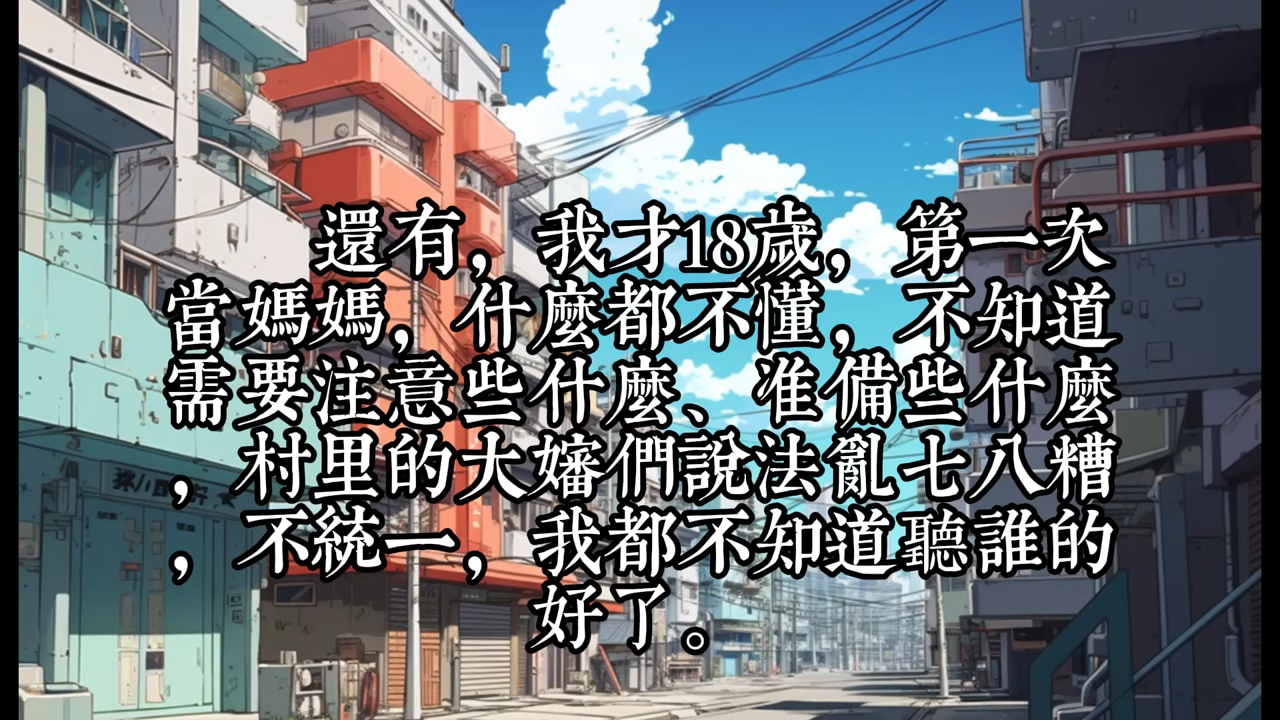 還有，我才18歲，第一次
當媽媽，什麼都不懂，不知道
需要注意些什麼、准備些什麼
，村里的大嬸們說法亂七八糟
，不統一，我都不知道聽誰的
好了。